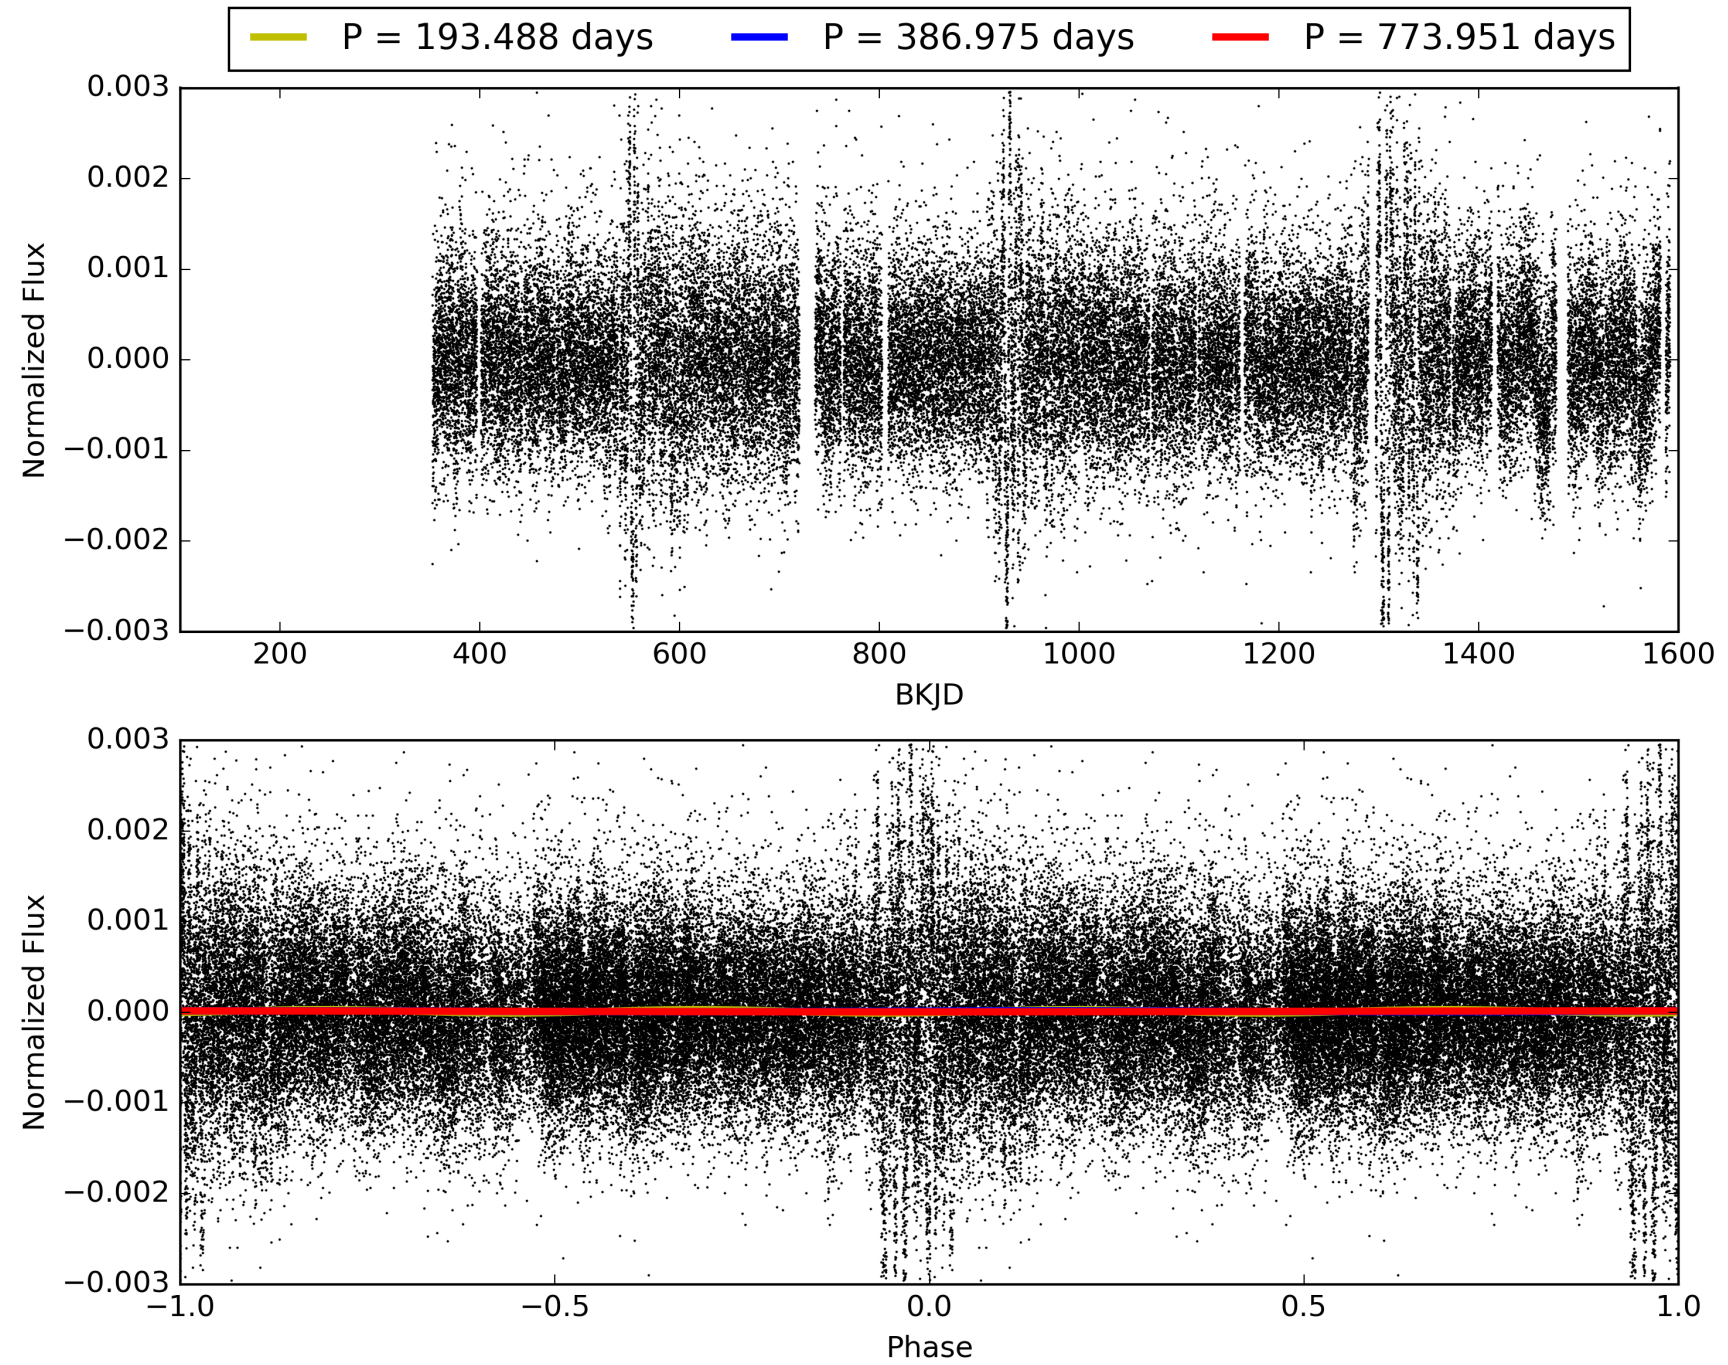 P = 193.488 days P = 386.975 days P = 773.951 days
0.003
0.002
0.001
0.000
−0.001
−0.002
−0.003
Normalized Flux
200 400 600 800 1000 1200 1400 1600
BKJD
0.003
0.002
0.001
0.000
−0.001
−0.002
−0.003
Normalized Flux
−1.0 −0.5 0.0 0.5 1.0
Phase